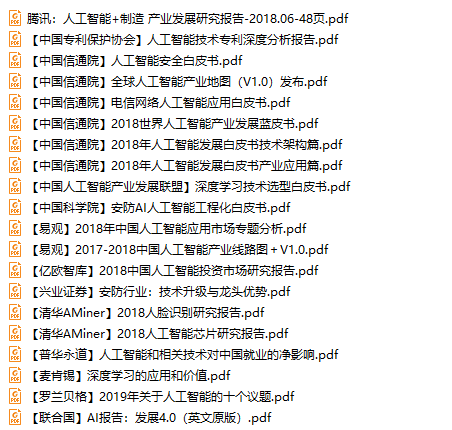 腾讯：人工智能+制造 产业发展研究报告-2018.06-48页.pdf
【中国专利保护协会】人工智能技术专利深度分析报告.pdf
【中国信通院】人工智能安全白皮书.pdf
【中国信通院】全球人工智能产业地图（V1.0）发布.pdf
【中国信通院】电信网络人工智能应用白皮书.pdf
【中国信通院】2018世界人工智能产业发展蓝皮书.pdf
【中国信通院】2018年人工智能发展白皮书技术架构篇.pdf
【中国信通院】2018年人工智能发展白皮书产业应用篇.pdf
【中国人工智能产业发展联盟】深度学习技术选型白皮书.pdf
【中国科学院】安防AI人工智能工程化白皮书.pdf
【易观】2018年中国人工智能应用市场专题分析.pdf
【易观】2017-2018中国人工智能产业路线图＋V1.0.pdf
【亿欧智库】2018中国人工智能投资市场研究报告.pdf
【兴业证券】安防行业：技术升级与龙头优势.pdf
【清华AMiner】2018人脸识别研究报告.pdf
【清华AMiner】2018人工智能芯片研究报告.pdf
【普华永道】人工智能和相关技术对中国就业的净影响.pdf
【麦肯锡】深度学习的应用和价值.pdf
【罗兰贝格】2019年关于人工智能的十个议题.pdf
【联合国】AI报告：发展4.0（英文原版）.pdf